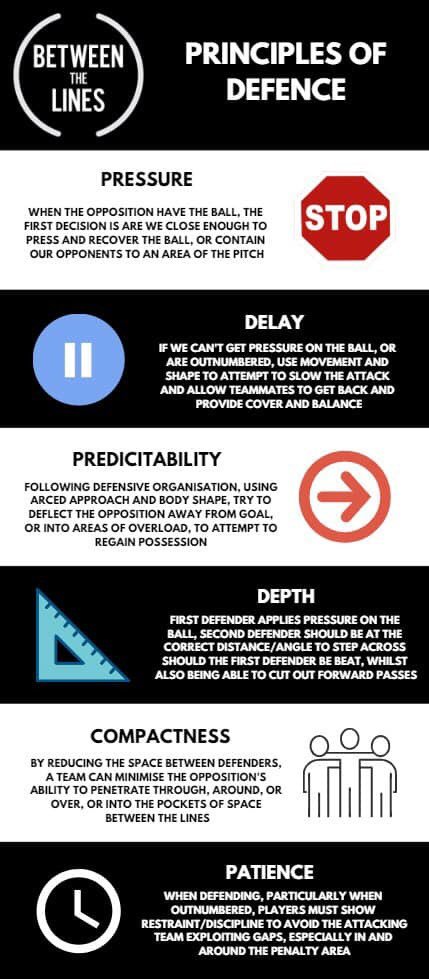 BETWEEN
THE
LINES
PRINCIPLES OF
DEFENCE
PRESSURE
WHEN THE OPPOSITION HAVE THE BALL, THE
FIRST DECISION IS ARE WE CLOSE ENOUGH TO
PRESS AND RECOVER THE BALL, OR CONTAIN
OUR OPPONENTS TO AN AREA OF THE PITCH
STOP
DELAY
IF WE CAN'T GET PRESSURE ON THE BALL, OR
ARE OUTNUMBERED, USE MOVEMENT AND
SHAPE TO ATTEMPT TO SLOW THE ATTACK
AND ALLOW TEAMMATES TO GET BACK AND
PROVIDE COVER AND BALANCE
PREDICITABILITY
FOLLOWING DEFENSIVE ORGANISATION, USING
ARCED APPROACH AND BODY SHAPE, TRY TO
DEFLECT THE OPPOSITION AWAY FROM GOAL,
OR INTO AREAS OF OVERLOAD, TO ATTEMPT TO
REGAIN POSSESSION
DEPTH
FIRST DEFENDER APPLIES PRESSURE ON THE
BALL, SECOND DEFENDER SHOULD BE AT THE
CORRECT DISTANCE/ANGLE TO STEP ACROSS
SHOULD THE FIRST DEFENDER BE BEAT, WHILST
ALSO BEING ABLE TO CUT OUT FORWARD PASSES
COMPACTNESS
BY REDUCING THE SPACE BETWEEN DEFENDERS,
A TEAM CAN MINIMISE THE OPPOSITION'S
ABILITY TO PENETRATE THROUGH, AROUND, OR
OVER, OR INTO THE POCKETS OF SPACE
BETWEEN THE LINES
PATIENCE
WHEN DEFENDING, PARTICULARLY WHEN
OUTNUMBERED, PLAYERS MUST SHOW
RESTRAINT/DISCIPLINE TO AVOID THE ATTACKING
TEAM EXPLOITING GAPS, ESPECIALLY IN AND
AROUND THE PENALTY AREA